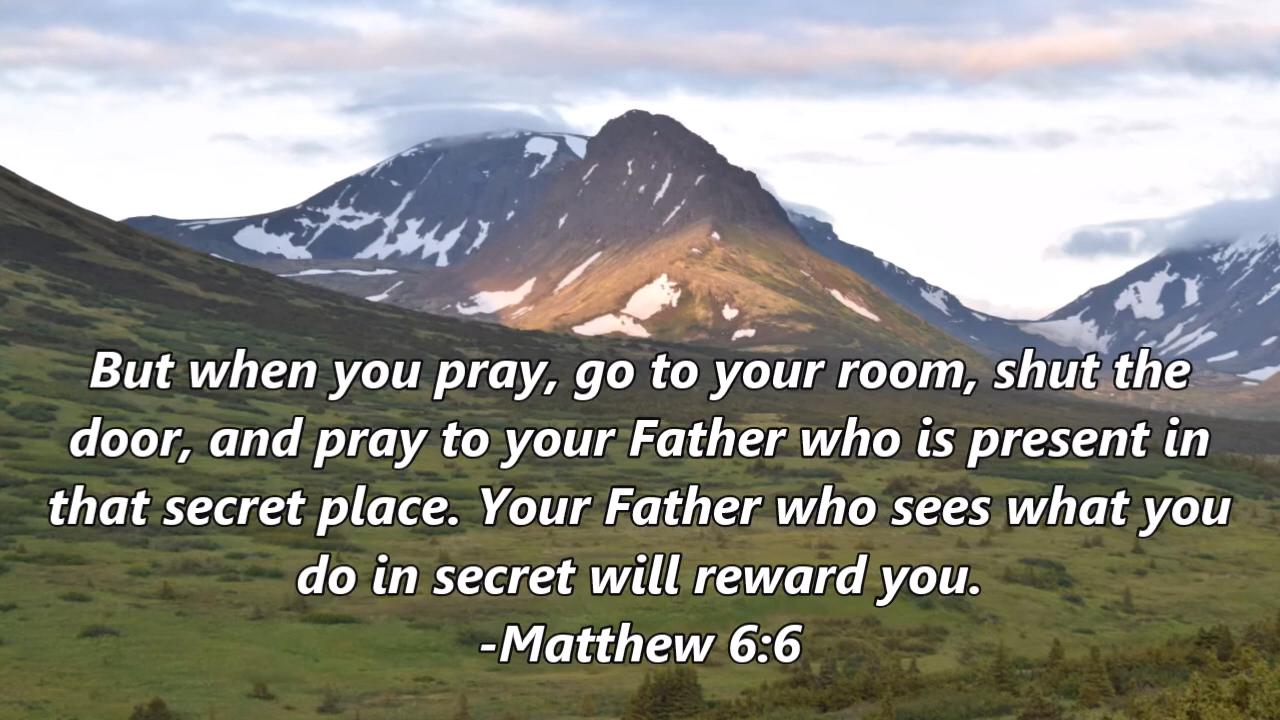 But when you pray, go to your room, shut the
door, and pray to your Father who is present in
that secret place. Your Father who sees what you
do in secret will reward you.
-Matthew 6:6